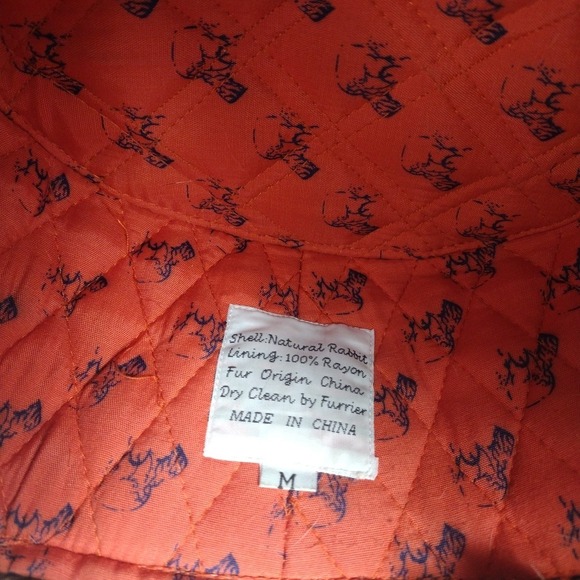 Shell:Natural Rabbit
Lining:100% Rayon
Fur Origin China
Dry Clean by Furrier
MADE IN CHINA
M